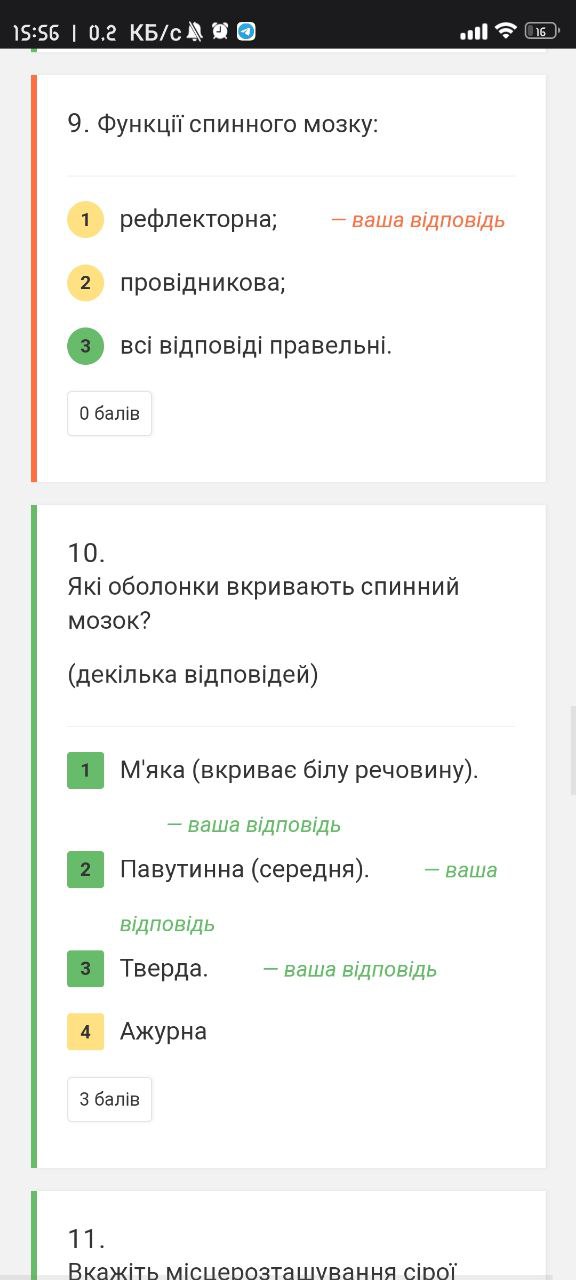 15:56 | 0.2 КБ/с 16
9. Функції спинного мозку:
1 рефлекторна; — ваша відповідь
2 провідникова;
3 всі відповіді правельні.
0 балів
10.
Які оболонки вкривають спинний
мозок?
(декілька відповідей)
1 М'яка (вкриває білу речовину).
— ваша відповідь
2 Павутинна (середня). — ваша
відповідь
3 Тверда. — ваша відповідь
4 Ажурна
3 балів
11.
Вкажіть місцерозташування сірої